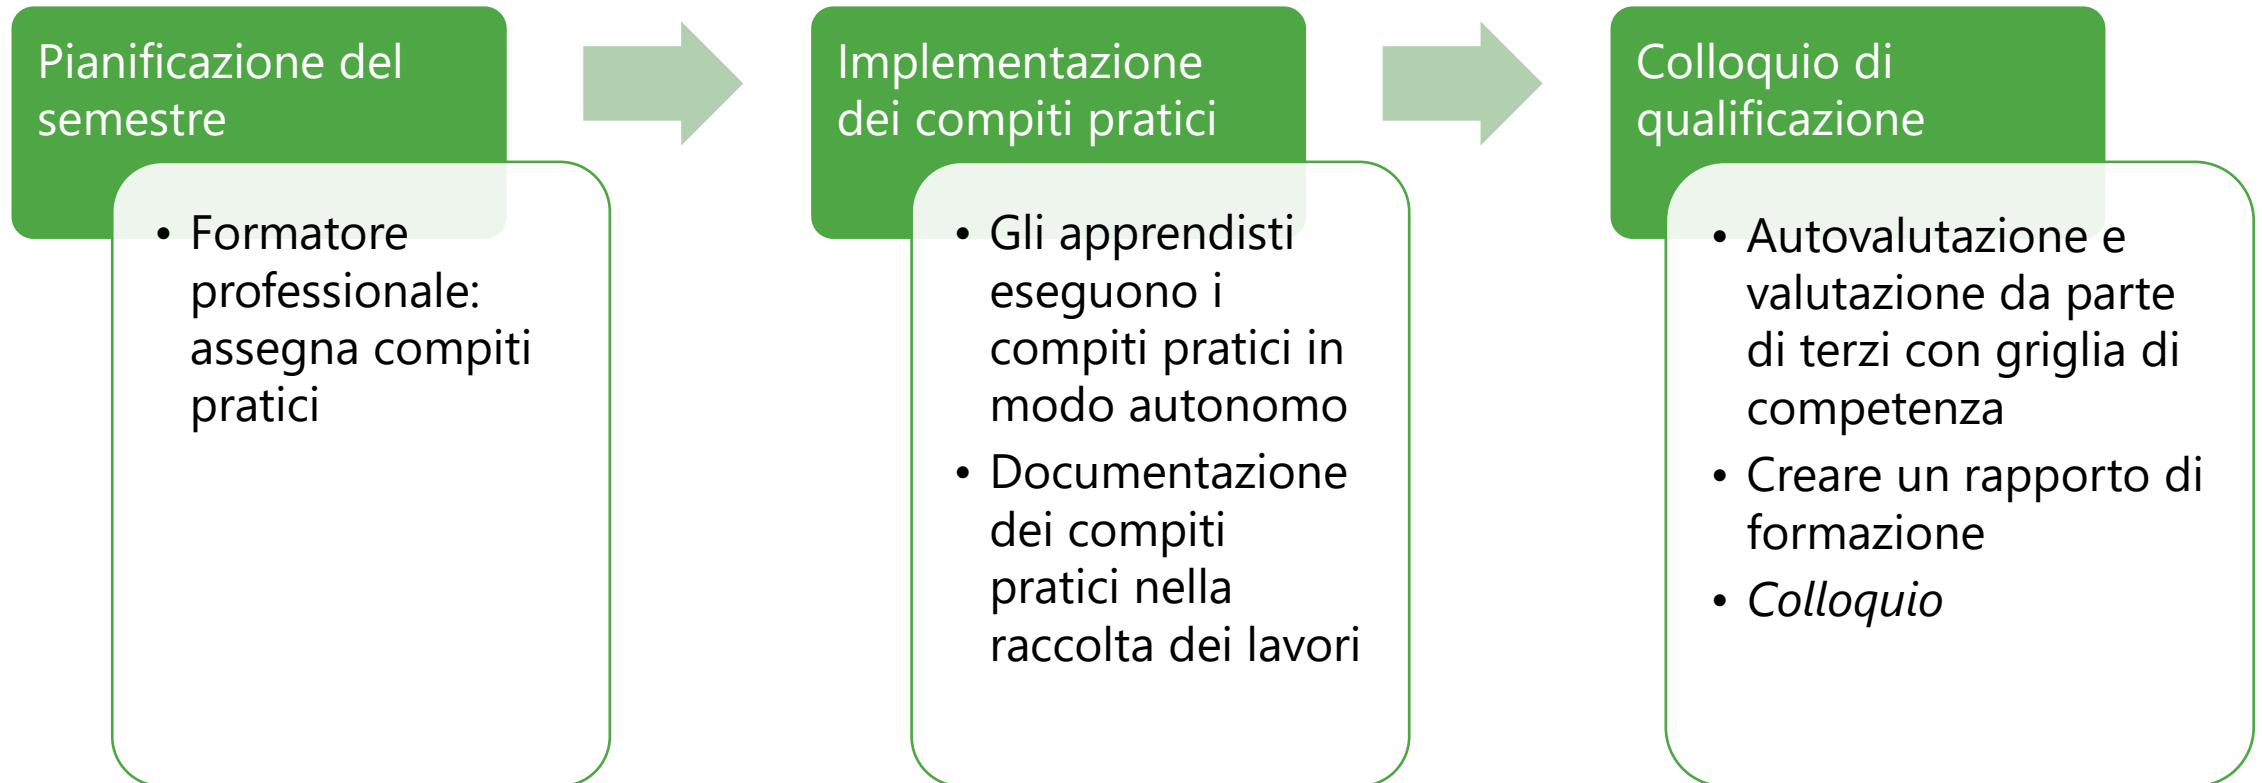 Pianificazione del
semestre
• Formatore
professionale:
assegna compiti
pratici
Implementazione
dei compiti pratici
• Gli apprendisti
eseguono i
compiti pratici in
modo autonomo
• Documentazione
dei compiti
pratici nella
raccolta dei lavori
Colloquio di
qualificazione
• Autovalutazione e
valutazione da parte
di terzi con griglia di
competenza
• Creare un rapporto di
formazione
• Colloquio